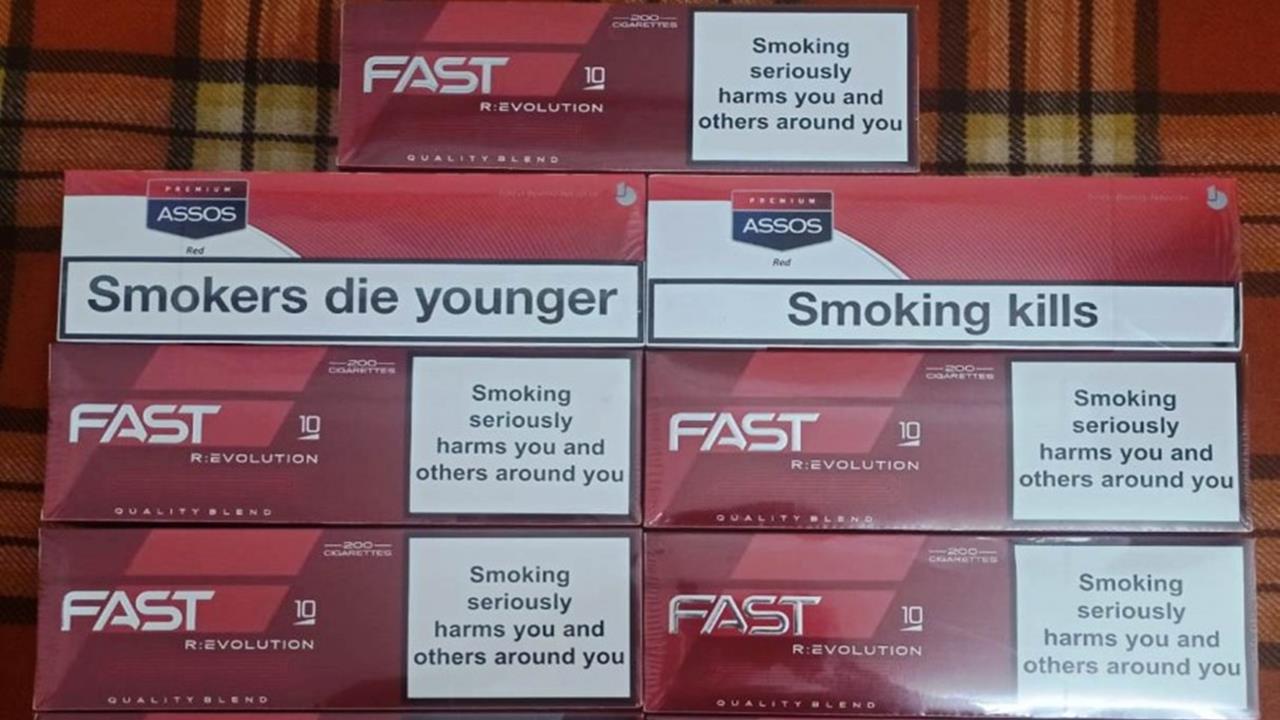 200
CIGARETTES
FAST
10
R:EVOLUTION
QUALITY BLEND
Smoking
seriously
harms you and
others around you
PREMIUM
ASSOS
Red
Smokers die younger
PREMIUM
ASSOS
Red
Smoking kills
200
CIGARETTES
FAST
10
R:EVOLUTION
QUALITY BLEND
Smoking
seriously
harms you and
others around you
200
CIGARETTES
FAST
10
R:EVOLUTION
QUALITY BLEND
Smoking
seriously
harms you and
others around you
200
CIGARETTES
FAST
10
R:EVOLUTION
QUALITY BLEND
Smoking
seriously
harms you and
others around you
200
CIGARETTES
FAST
10
R:EVOLUTION
QUALITY BLEND
Smoking
seriously
harms you and
others around you